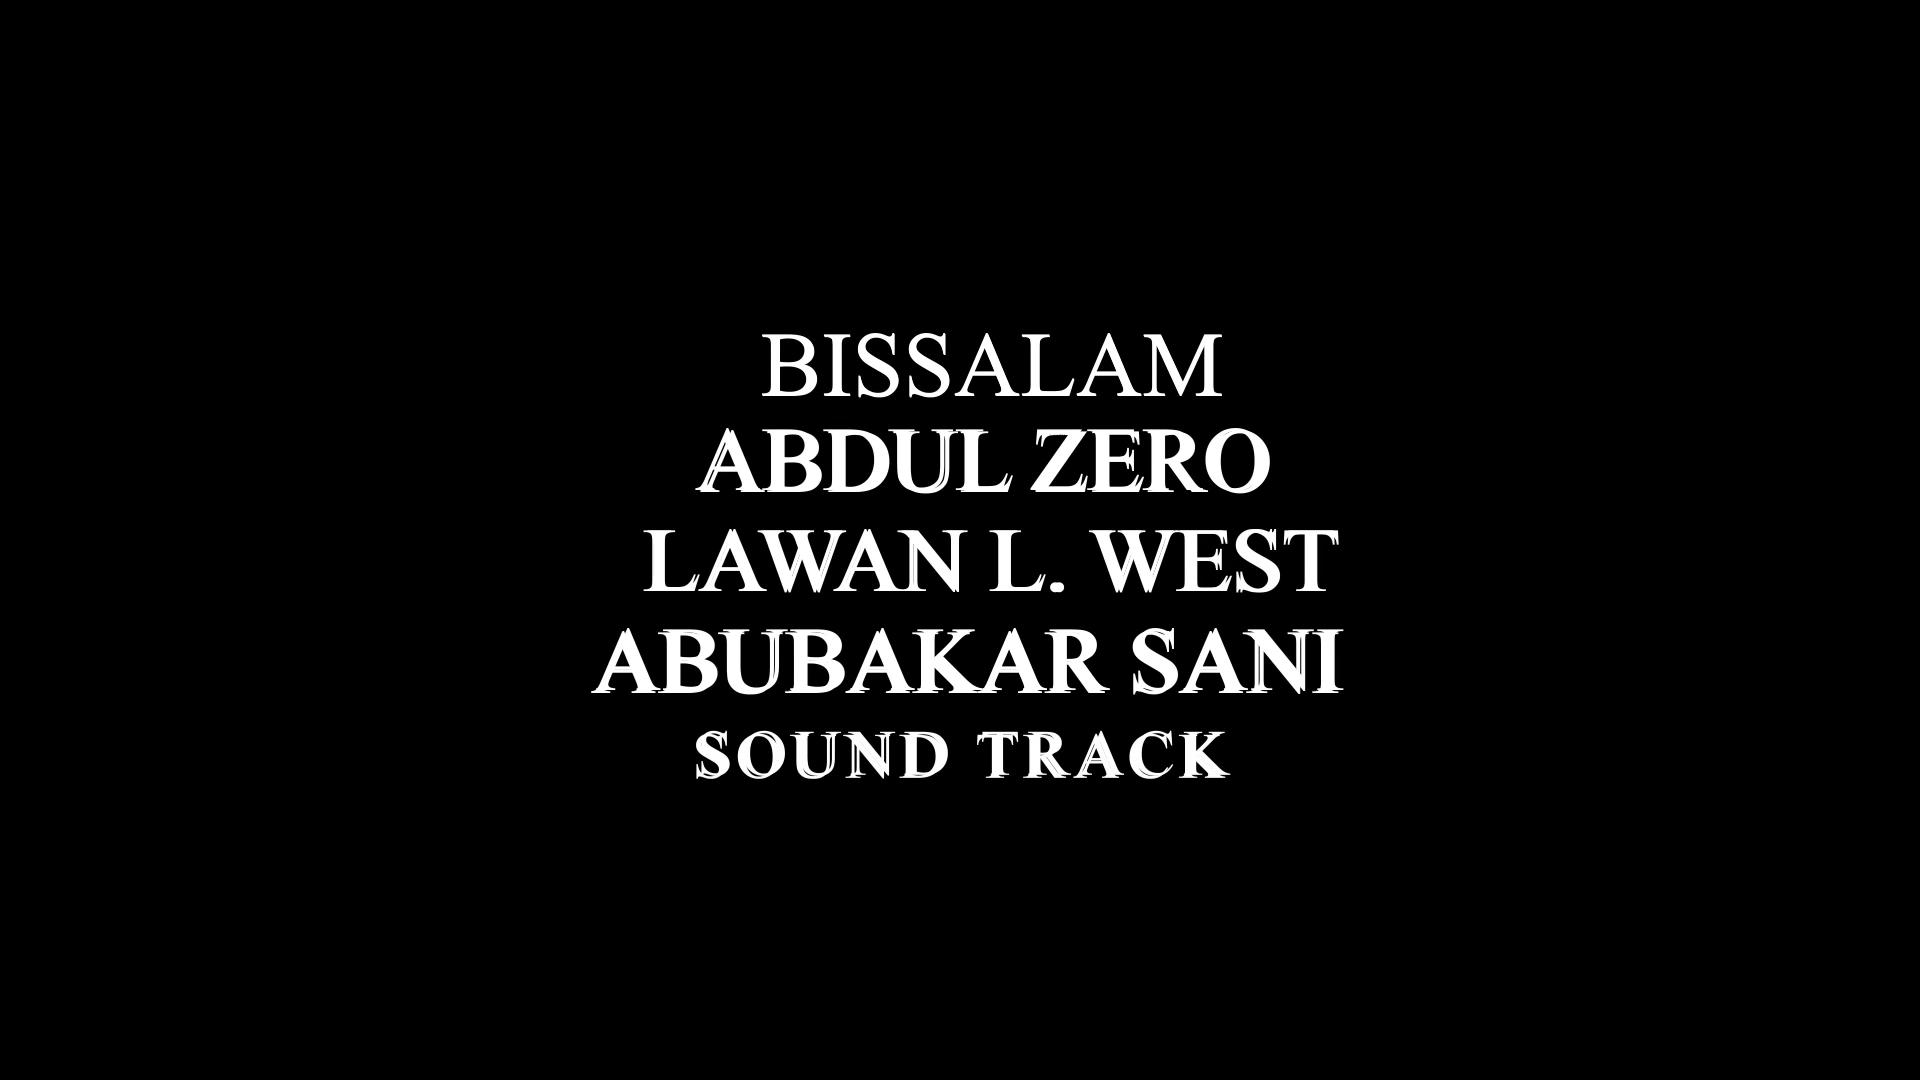 BISSALAM
ABDUL ZERO
LAWAN L. WEST
ABUBAKAR SANI
SOUND TRACK